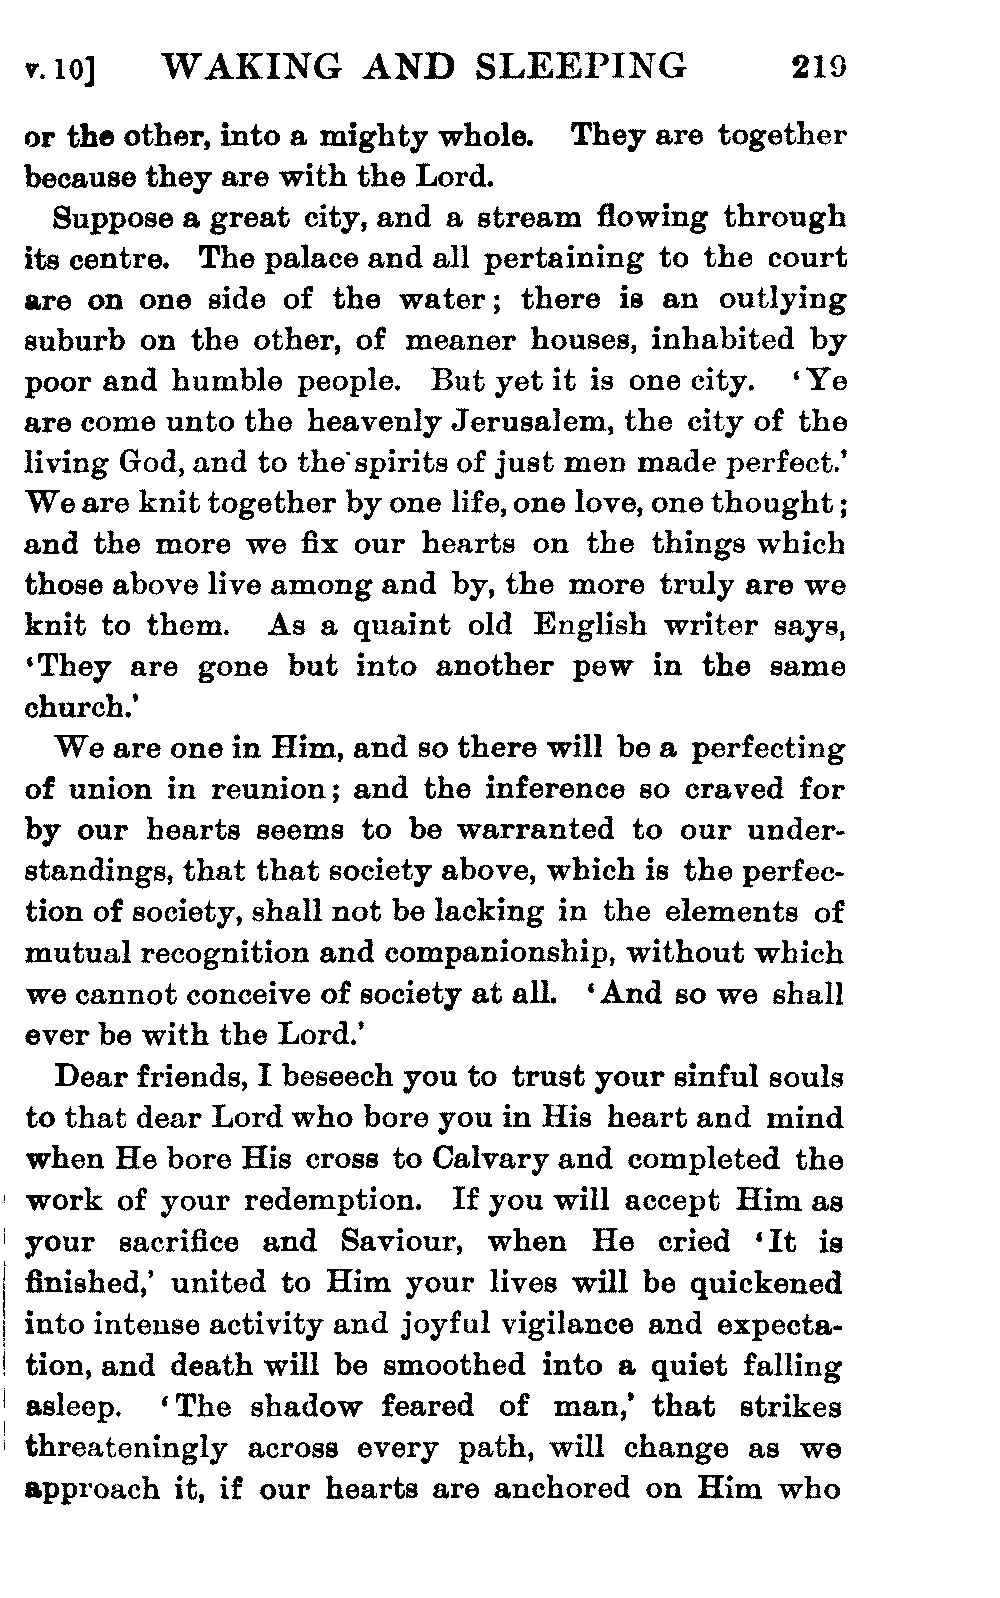 v. 10] WAKING AND SLEEPING 219
or the other, into a mighty whole. They are together
because they are with the Lord.
Suppose a great city, and a stream flowing through
its centre. The palace and all pertaining to the court
are on one side of the water; there is an outlying
suburb on the other, of meaner houses, inhabited by
poor and humble people. But yet it is one city. ‘Ye
are come unto the heavenly Jerusalem, the city of the
living God, and to the spirits of just men made perfect.’
We are knit together by one life, one love, one thought;
and the more we fix our hearts on the things which
those above live among and by, the more truly are we
knit to them. As a quaint old English writer says,
‘They are gone but into another pew in the same
church.’
We are one in Him, and so there will be a perfecting
of union in reunion; and the inference so craved for
by our hearts seems to be warranted to our under-
standings, that that society above, which is the perfec-
tion of society, shall not be lacking in the elements of
mutual recognition and companionship, without which
we cannot conceive of society at all. ‘And so we shall
ever be with the Lord.’
Dear friends, I beseech you to trust your sinful souls
to that dear Lord who bore you in His heart and mind
when He bore His cross to Calvary and completed the
work of your redemption. If you will accept Him as
your sacrifice and Saviour, when He cried ‘It is
finished,’ united to Him your lives will be quickened
into intense activity and joyful vigilance and expecta-
tion, and death will be smoothed into a quiet falling
asleep. ‘The shadow feared of man,’ that strikes
threateningly across every path, will change as we
approach it, if our hearts are anchored on Him who